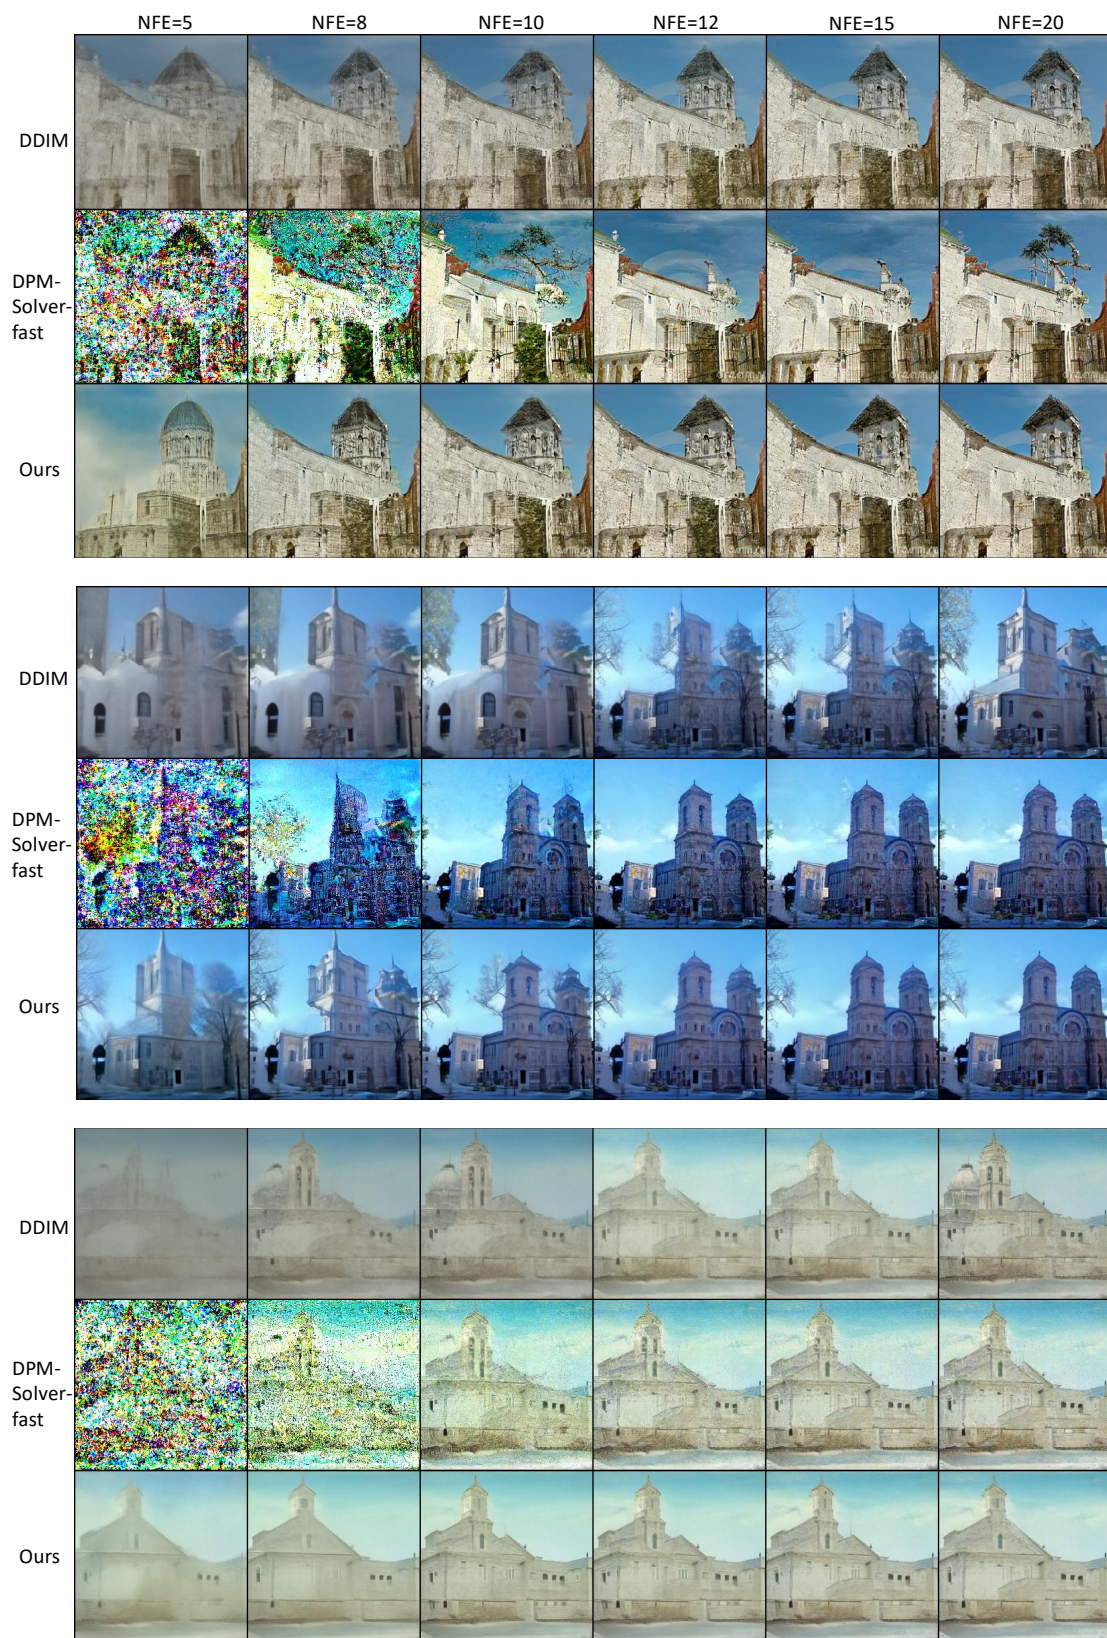 NFE=5 NFE=8 NFE=10 NFE=12 NFE=15 NFE=20
DDIM
DPM-
Solver-
fast
Ours
DDIM
DPM-
Solver-
fast
Ours
DDIM
DPM-
Solver-
fast
Ours